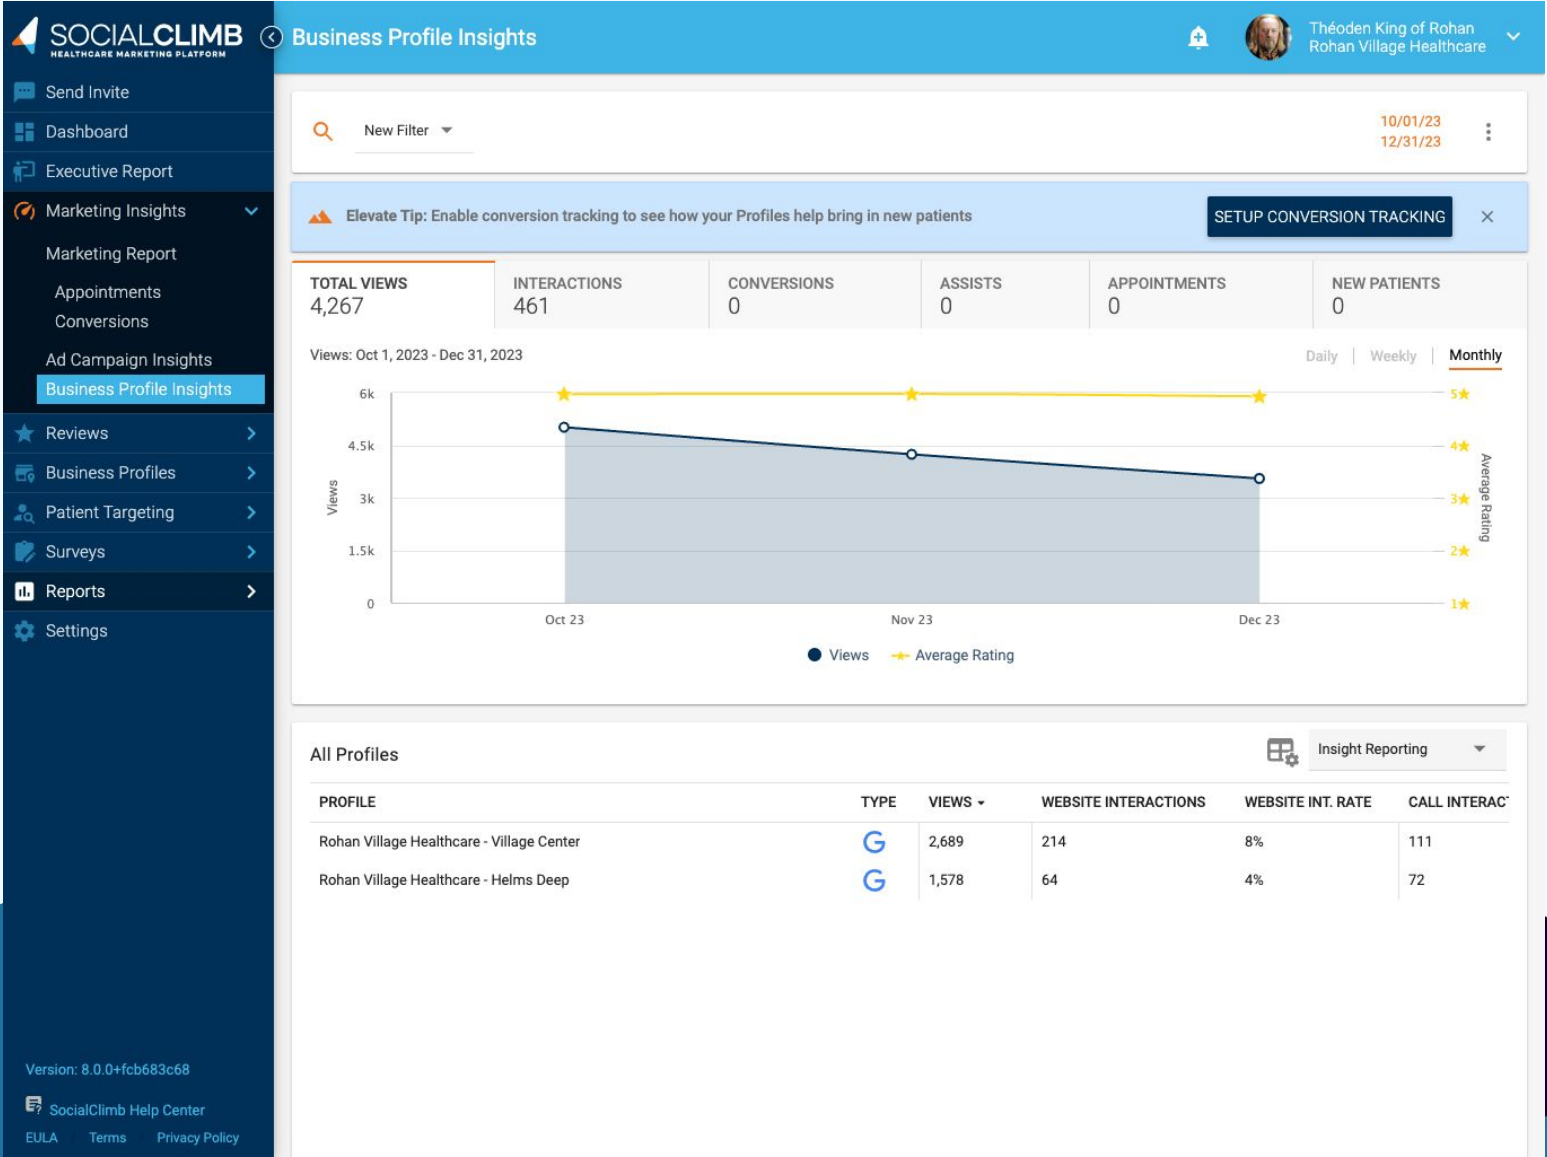 SOCIALCLIMB
HEALTHCARE MARKETING PLATFORM
Business Profile Insights
Théoden King of Rohan
Rohan Village Healthcare
Send Invite
Dashboard
Executive Report
Marketing Insights
Marketing Report
Appointments
Conversions
Ad Campaign Insights
Business Profile Insights
Reviews
Business Profiles
Patient Targeting
Surveys
Reports
Settings
Version: 8.0.0+fcb683c68
SocialClimb Help Center
EULA Terms Privacy Policy
New Filter
10/01/23
12/31/23
Elevate Tip: Enable conversion tracking to see how your Profiles help bring in new patients
SETUP CONVERSION TRACKING
TOTAL VIEWS
4,267
INTERACTIONS
461
CONVERSIONS
0
ASSISTS
0
APPOINTMENTS
0
NEW PATIENTS
0
Views: Oct 1, 2023 - Dec 31, 2023
Daily | Weekly | Monthly
6k
4.5k
3k
1.5k
0
Views
5★
4★
3★
2★
1★
Average Rating
Oct 23 Nov 23 Dec 23
Views Average Rating
All Profiles
Insight Reporting
PROFILE TYPE VIEWS WEBSITE INTERACTIONS WEBSITE INT. RATE CALL INTERAC
Rohan Village Healthcare - Village Center G 2,689 214 8% 111
Rohan Village Healthcare - Helms Deep G 1,578 64 4% 72